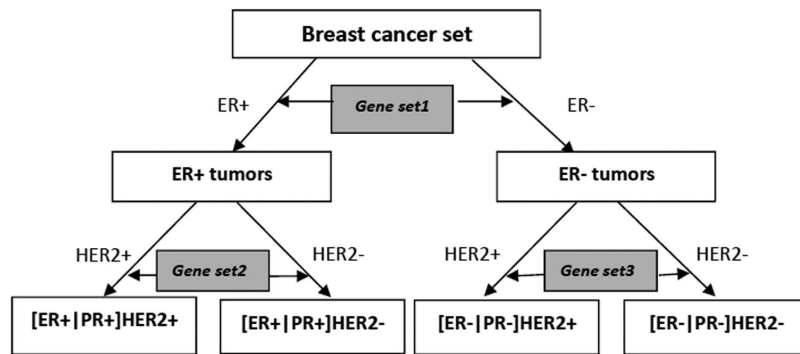 Breast cancer set
ER+ Gene set1 ER-
ER+ tumors ER- tumors
HER2+ Gene set2 HER2- HER2+ Gene set3 HER2-
[ER+|PR+]HER2+ [ER+|PR+]HER2- [ER-|PR-]HER2+ [ER-|PR-]HER2-